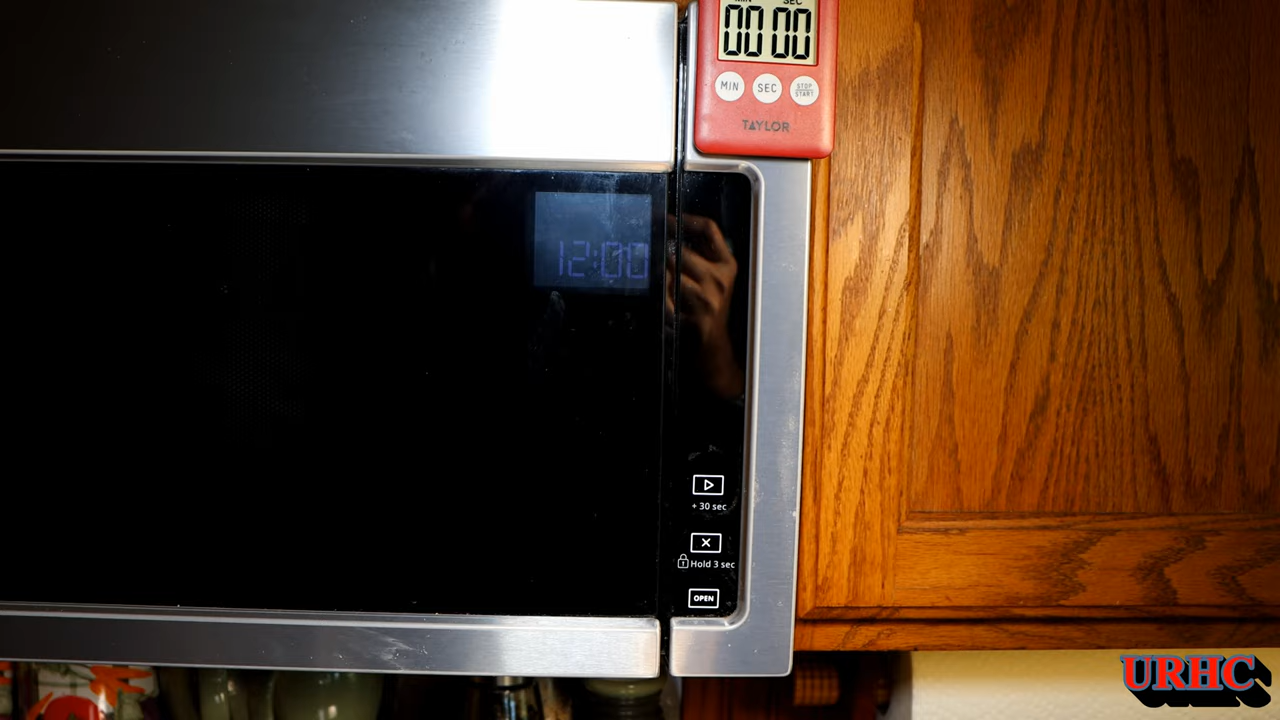 MIN SEC
00 00
MIN SEC STOP
START
TAYLOR
12:00
+ 30 sec
Hold 3 sec
OPEN
URHC